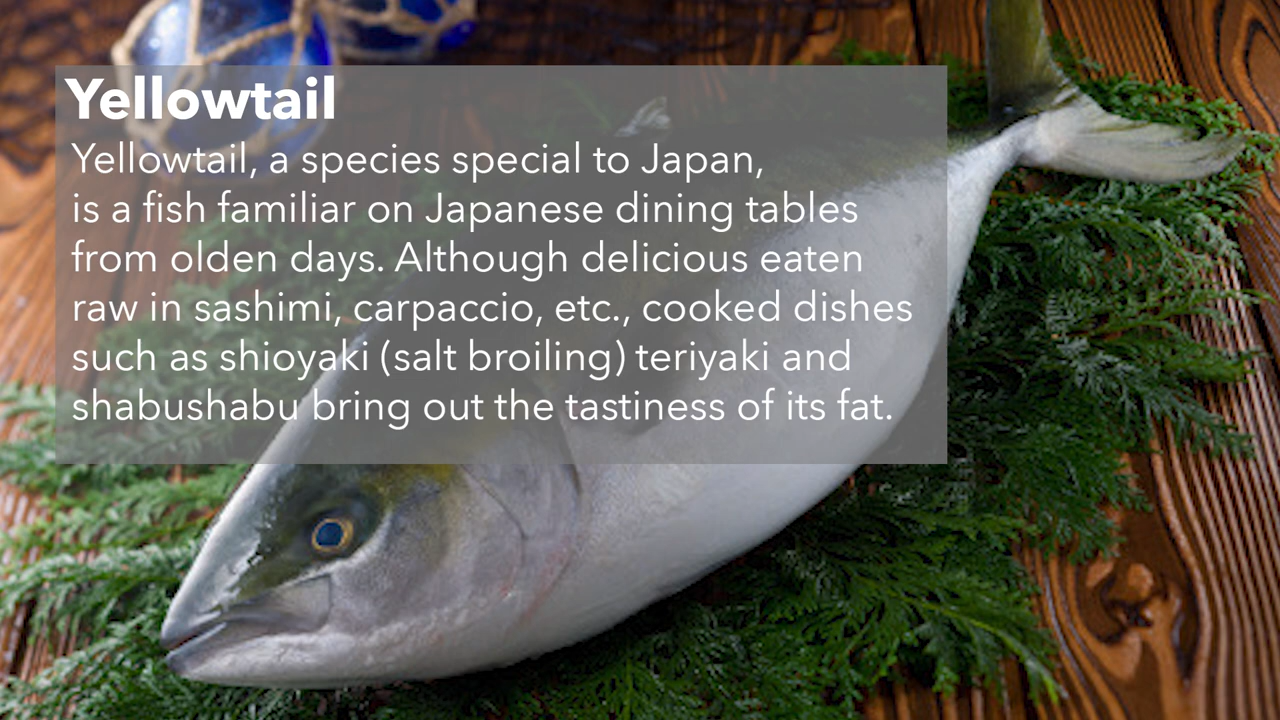 Yellowtail
Yellowtail, a species special to Japan,
is a fish familiar on Japanese dining tables
from olden days. Although delicious eaten
raw in sashimi, carpaccio, etc., cooked dishes
such as shioyaki (salt broiling) teriyaki and
shabushabu bring out the tastiness of its fat.